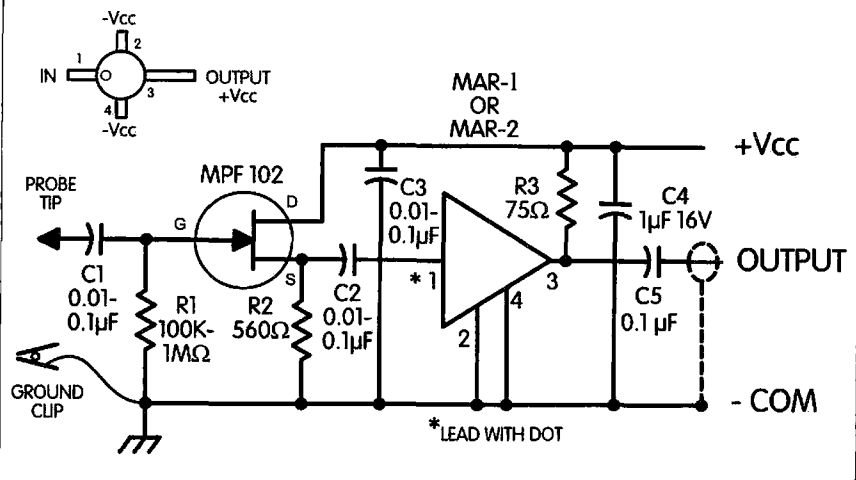 -Vcc
2
1
IN
OUTPUT
+Vcc
3
4
-Vcc
MAR-1
OR
MAR-2
+Vcc
MPF 102
PROBE
TIP
G
D
S
C3
0.01-
0.1µF
R3
75Ω
C4
1µF 16V
C1
0.01-
0.1µF
R1
100K-
1MΩ
R2
560Ω
C2
0.01-
0.1µF
* 1
2
4
3
C5
0.1 µF
OUTPUT
GROUND
CLIP
- COM
*LEAD WITH DOT